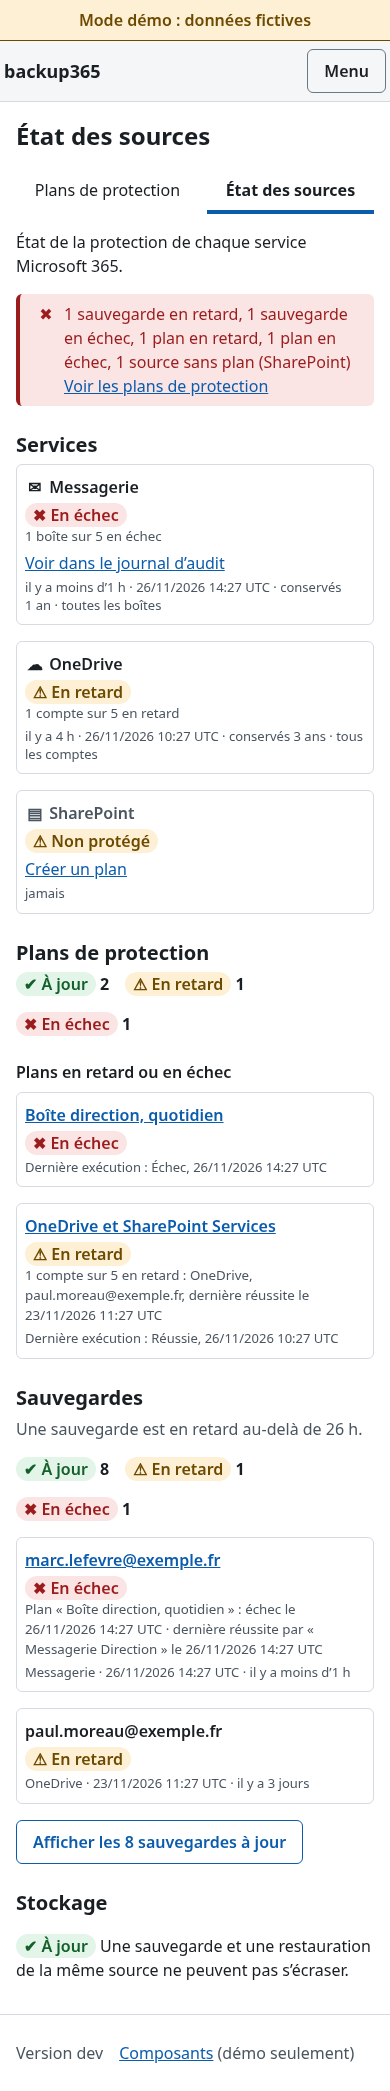 Mode démo : données fictives
backup365
Menu
État des sources
Plans de protection
État des sources
État de la protection de chaque service
Microsoft 365.
✖ 1 sauvegarde en retard, 1 sauvegarde
en échec, 1 plan en retard, 1 plan en
échec, 1 source sans plan (SharePoint)
Voir les plans de protection
Services
✉ Messagerie
✖ En échec
1 boîte sur 5 en échec
Voir dans le journal d’audit
il y a moins d’1 h · 26/11/2026 14:27 UTC · conservés
1 an · toutes les boîtes
☁ OneDrive
⚠ En retard
1 compte sur 5 en retard
il y a 4 h · 26/11/2026 10:27 UTC · conservés 3 ans · tous
les comptes
▤ SharePoint
⚠ Non protégé
Créer un plan
jamais
Plans de protection
✔ À jour 2 ⚠ En retard 1
✖ En échec 1
Plans en retard ou en échec
Boîte direction, quotidien
✖ En échec
Dernière exécution : Échec, 26/11/2026 14:27 UTC
OneDrive et SharePoint Services
⚠ En retard
1 compte sur 5 en retard : OneDrive,
paul.moreau@exemple.fr, dernière réussite le
23/11/2026 11:27 UTC
Dernière exécution : Réussie, 26/11/2026 10:27 UTC
Sauvegardes
Une sauvegarde est en retard au-delà de 26 h.
✔ À jour 8 ⚠ En retard 1
✖ En échec 1
marc.lefevre@exemple.fr
✖ En échec
Plan « Boîte direction, quotidien » : échec le
26/11/2026 14:27 UTC · dernière réussite par «
Messagerie Direction » le 26/11/2026 14:27 UTC
Messagerie · 26/11/2026 14:27 UTC · il y a moins d’1 h
paul.moreau@exemple.fr
⚠ En retard
OneDrive · 23/11/2026 11:27 UTC · il y a 3 jours
Afficher les 8 sauvegardes à jour
Stockage
✔ À jour Une sauvegarde et une restauration
de la même source ne peuvent pas s’écraser.
Version dev Composants (démo seulement)